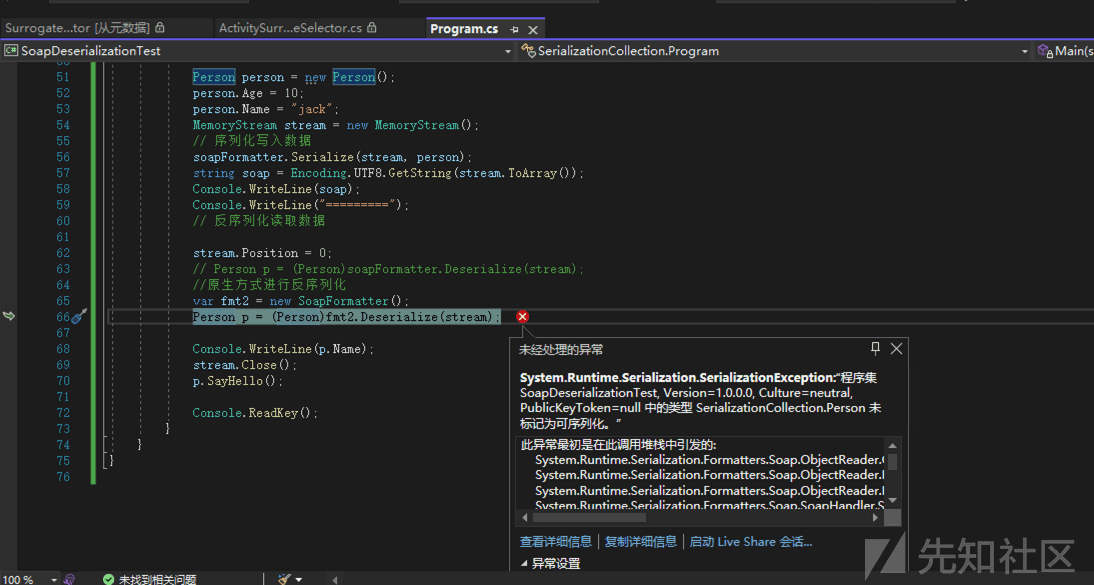 Surrogate...tor [从元数据]
ActivitySurr...eSelector.cs
Program.cs
C# SoapDeserializationTest
SerializationCollection.Program
Main(s
51 Person person = new Person();
52 person.Age = 10;
53 person.Name = "jack";
54 MemoryStream stream = new MemoryStream();
55 // 序列化写入数据
56 soapFormatter.Serialize(stream, person);
57 string soap = Encoding.UTF8.GetString(stream.ToArray());
58 Console.WriteLine(soap);
59 Console.WriteLine("=========");
60 // 反序列化读取数据
61
62 stream.Position = 0;
63 // Person p = (Person)soapFormatter.Deserialize(stream);
64 //原生方式进行反序列化
65 var fmt2 = new SoapFormatter();
66 Person p = (Person)fmt2.Deserialize(stream);
67
68 Console.WriteLine(p.Name);
69 stream.Close();
70 p.SayHello();
71
72 Console.ReadKey();
73 }
74 }
75 }
76
未经处理的异常
System.Runtime.Serialization.SerializationException:"程序集
SoapDeserializationTest, Version=1.0.0.0, Culture=neutral,
PublicKeyToken=null 中的类型 SerializationCollection.Person 未
标记为可序列化。"
此异常最初是在此调用堆栈中引发的:
System.Runtime.Serialization.Formatters.Soap.ObjectReader.
System.Runtime.Serialization.Formatters.Soap.ObjectReader.
System.Runtime.Serialization.Formatters.Soap.ObjectReader.
System.Runtime.Serialization.Formatters.Soap.SoapHandler.S
查看详细信息 | 复制详细信息 | 启动 Live Share 会话...
异常设置
先知社区
100 %
未找到相关问题